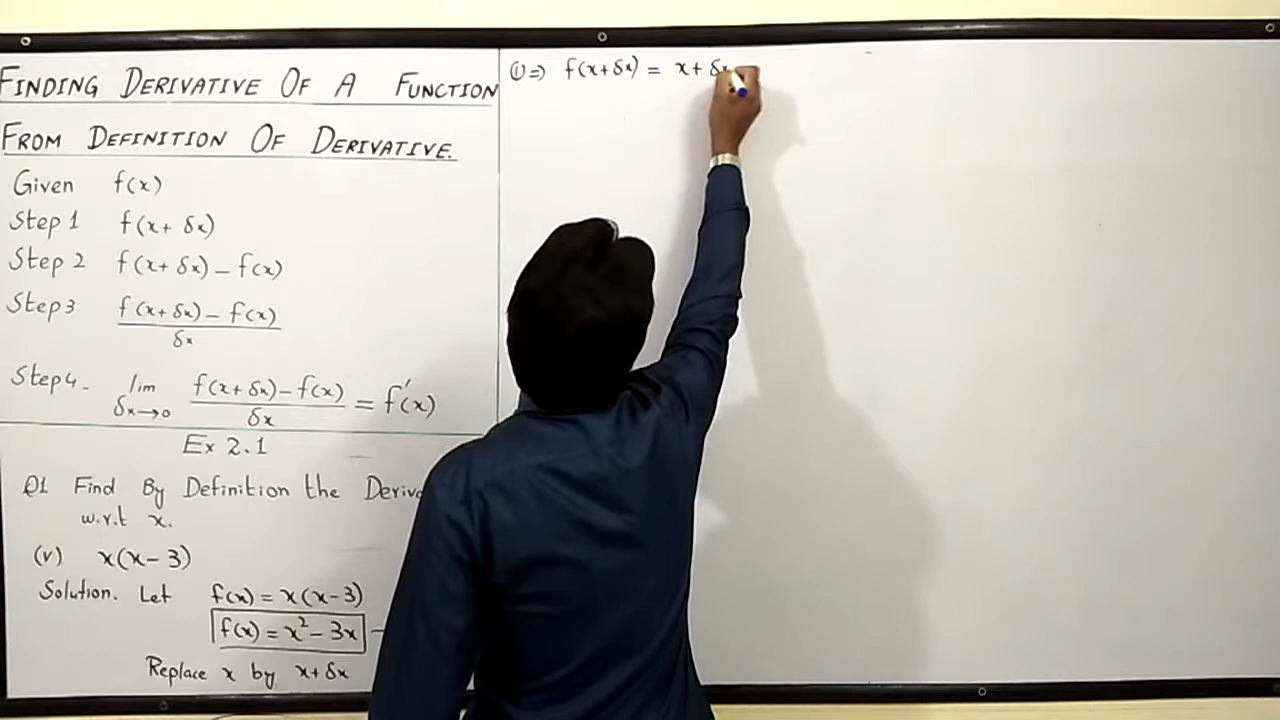 FINDING DERIVATIVE OF A FUNCTION
FROM DEFINITION OF DERIVATIVE.
Given f(x)
Step 1 f(x + δx)
Step 2 f(x + δx) – f(x)
Step 3 f(x + δx) – f(x) / δx
Step 4 – lim δx→0 f(x + δx) – f(x) / δx = f'(x)
Ex 2.1
Q1 Find By Definition the
w.r.t x.
(v) x(x – 3)
Solution. Let f(x) = x(x – 3)
f(x) = x² – 3x –
Replace x by x + δx
(i) ⇒ f(x + δx) = x + δx